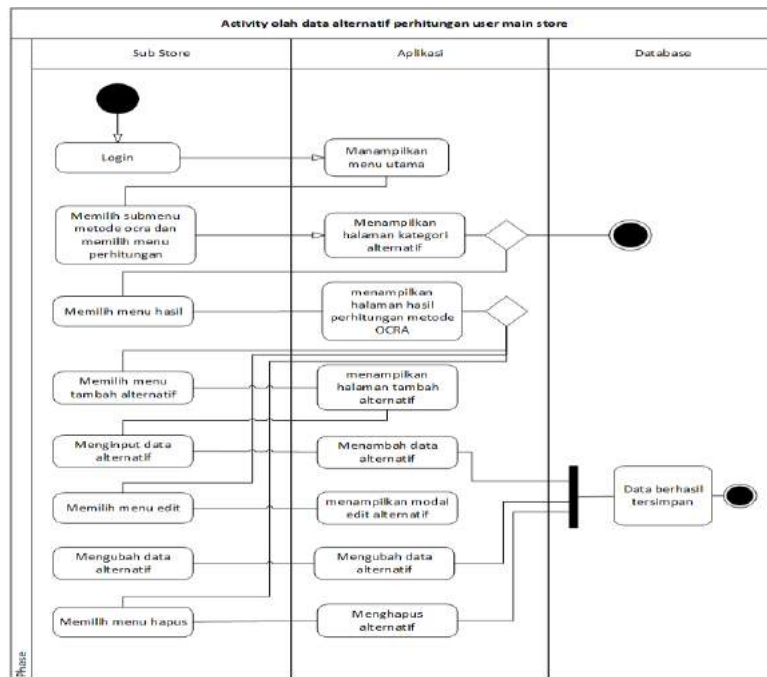 Activity olah data alternatif perhitungan user main store
Sub Store
Aplikasi
Database
Login
Manampilkan
menu utama
Memilih submenu
metode ocra dan
memilih menu
perhitungan
Menampilkan
halaman kategori
alternatif
Memilih menu hasil
menampilkan
halaman hasil
perhitungan metode
OCRA
Memilih menu
tambah alternatif
menampilkan
halaman tambah
alternatif
Menginput data
alternatif
Menambah data
alternatif
Data berhasil
tersimpan
Memilih menu edit
menampilkan modal
edit alternatif
Mengubah data
alternatif
Mengubah data
alternatif
Memilih menu hapus
Menghapus
alternatif
Phase